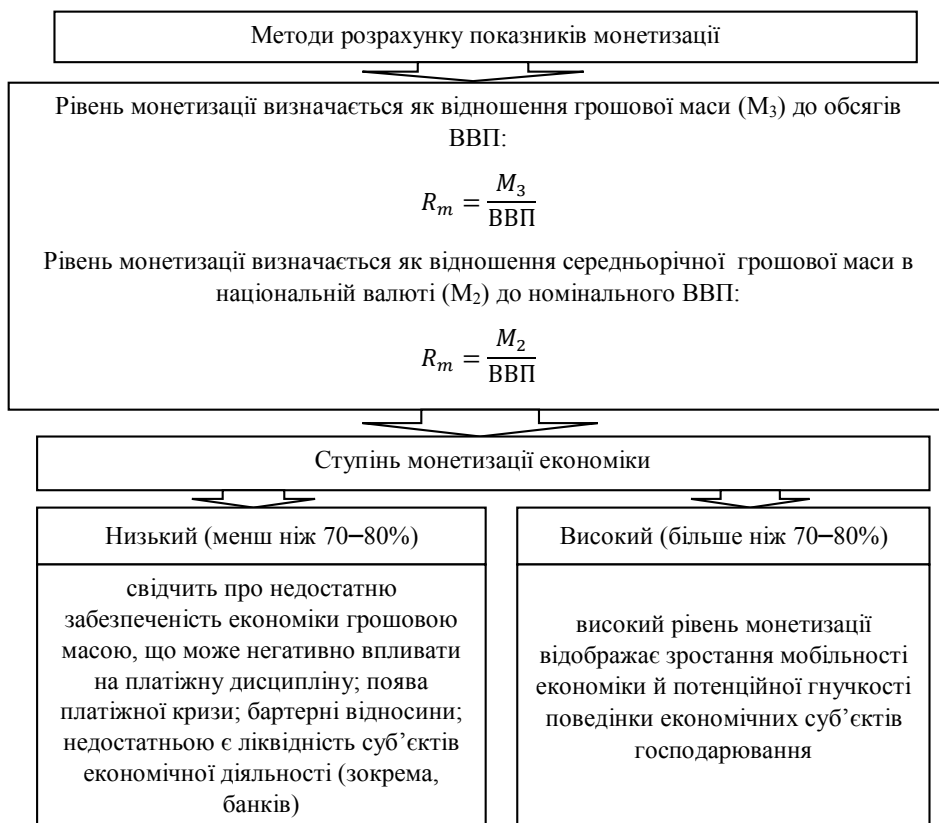 Методи розрахунку показників монетизації
Рівень монетизації визначається як відношення грошової маси (М₃) до обсягів
ВВП:
R_m = M₃ / ВВП
Рівень монетизації визначається як відношення середньорічної грошової маси в
національній валюті (М₂) до номінального ВВП:
R_m = M₂ / ВВП
Ступінь монетизації економіки
Низький (менш ніж 70–80%)
свідчить про недостатню
забезпеченість економіки грошовою
масою, що може негативно впливати
на платіжну дисципліну; поява
платіжної кризи; бартерні відносини;
недостатньою є ліквідність суб’єктів
економічної діяльності (зокрема,
банків)
Високий (більше ніж 70–80%)
високий рівень монетизації
відображає зростання мобільності
економіки й потенційної гнучкості
поведінки економічних суб’єктів
господарювання